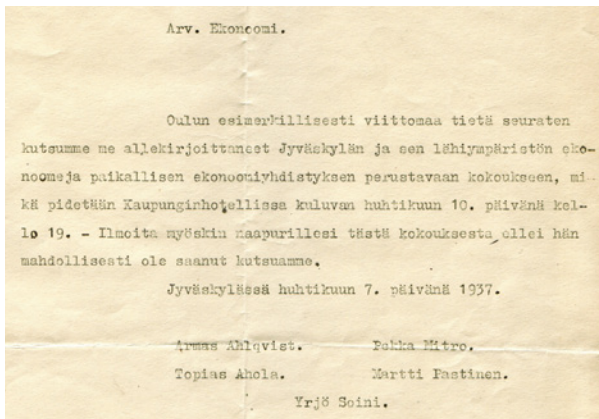 Arv. Ekonoomi.
Oulun esimerkillisesti viittomaa tietä seuraten
kutsumme me allekirjoittaneet Jyväskylän ja sen lähiympäristön eko-
noomeja paikallisen ekonoomiyhdistyksen perustavaan kokoukseen, mi-
kä pidetään Kaupunginhotellissa kuluvan huhtikuun 10. päivänä kel-
lo 19. - Ilmoita myöskin naapurillesi tästä kokouksesta, ellei hän
mahdollisesti ole saanut kutsuamme.
Jyväskylässä huhtikuun 7. päivänä 1937.
Armas Ahlqvist. Pekka Mitro.
Topias Ahola. Martti Pastinen.
Yrjö Soini.